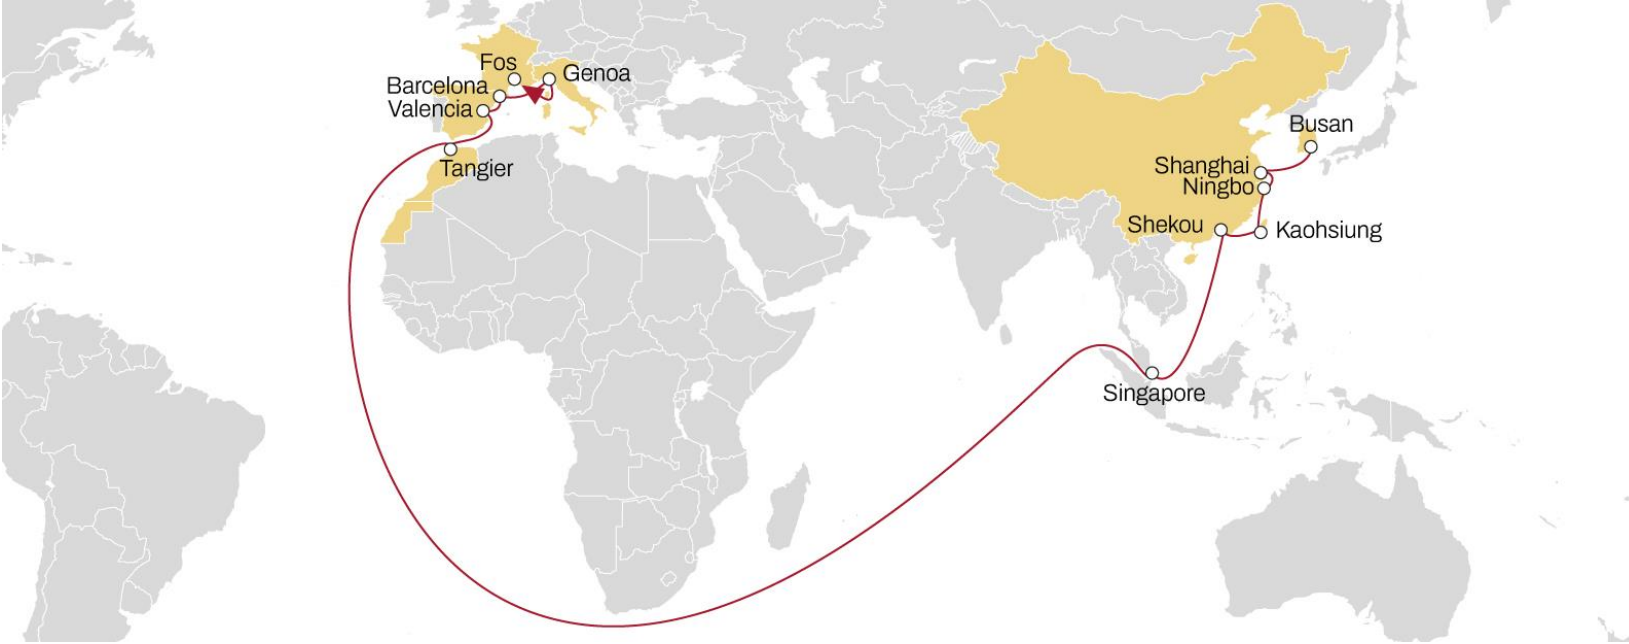 Fos
Genoa
Barcelona
Valencia
Tangier
Busan
Shanghai
Ningbo
Shekou
Kaohsiung
Singapore